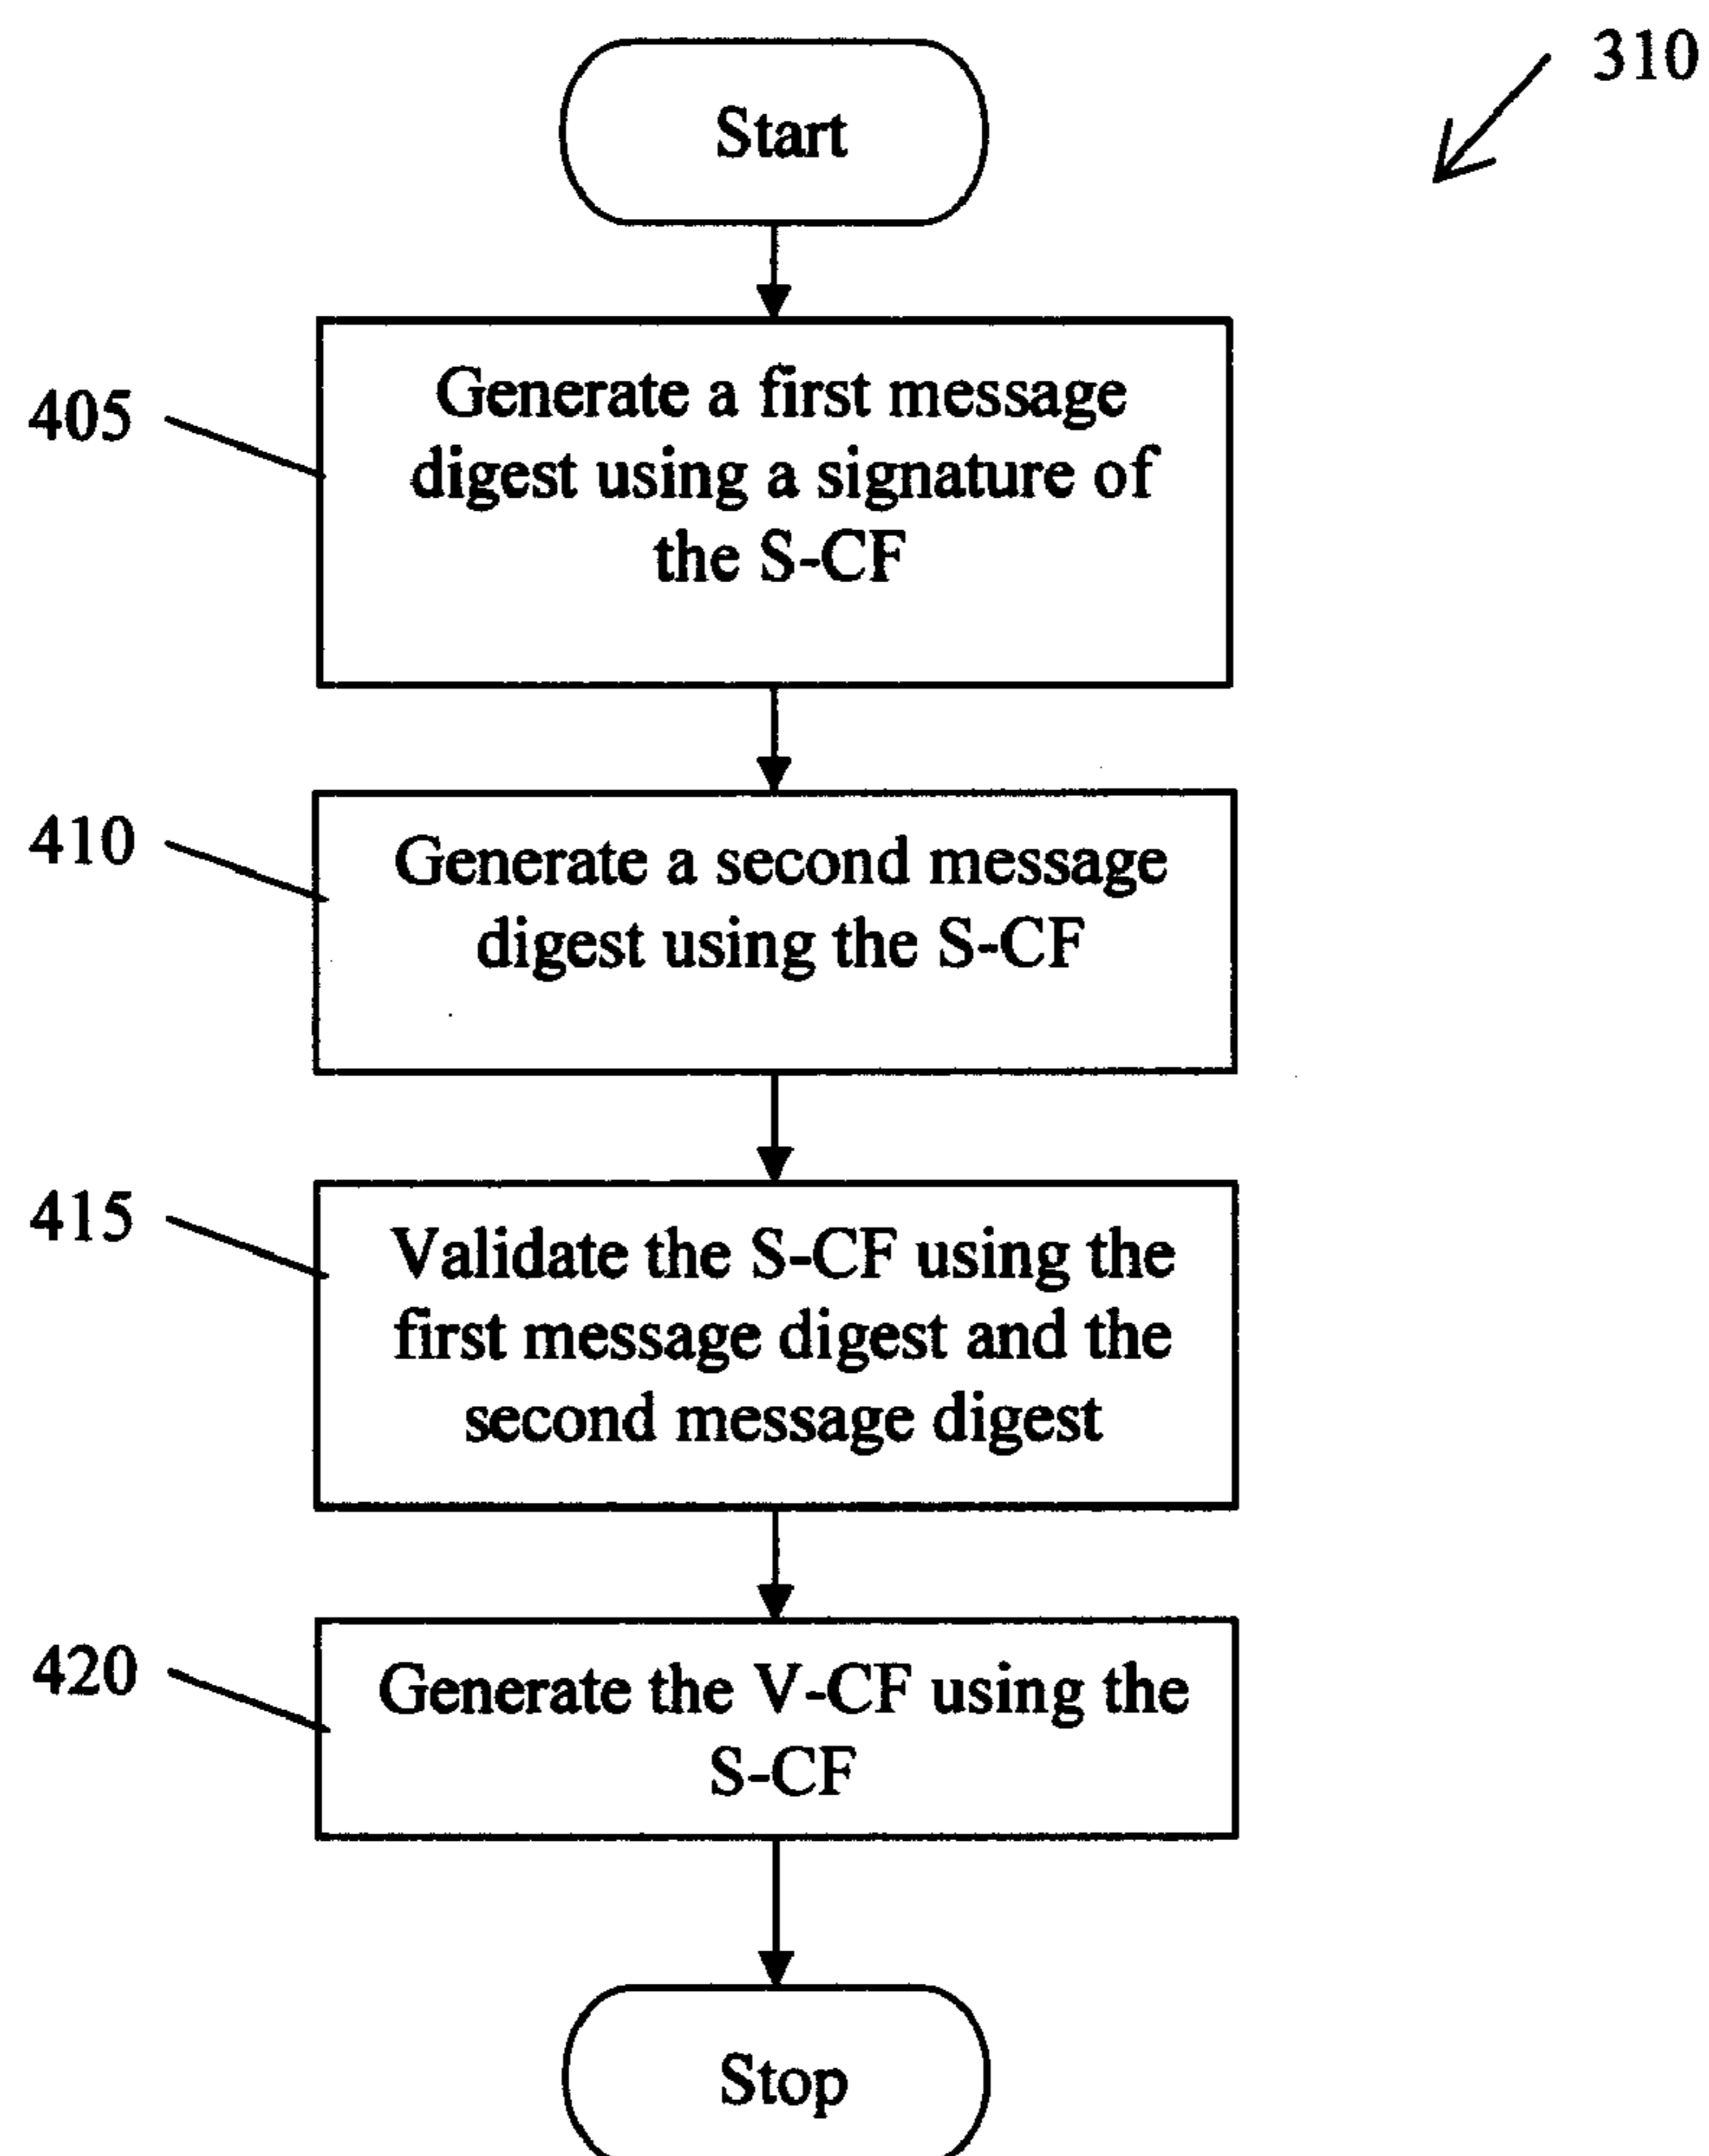 310
Start
405
Generate a first message
digest using a signature of
the S-CF
410
Generate a second message
digest using the S-CF
415
Validate the S-CF using the
first message digest and the
second message digest
420
Generate the V-CF using the
S-CF
Stop